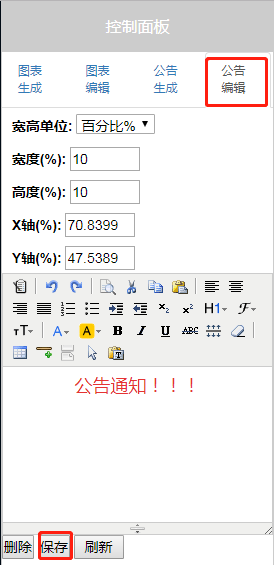 控制面板
图表 图表 公告 公告
生成 编辑 生成 编辑
宽高单位: 百分比%
宽度(%): 10
高度(%): 10
X轴(%): 70.8399
Y轴(%): 47.5389
H1 ℱ
тT A A B I U ABC
T
公告通知！！！
删除 保存 刷新